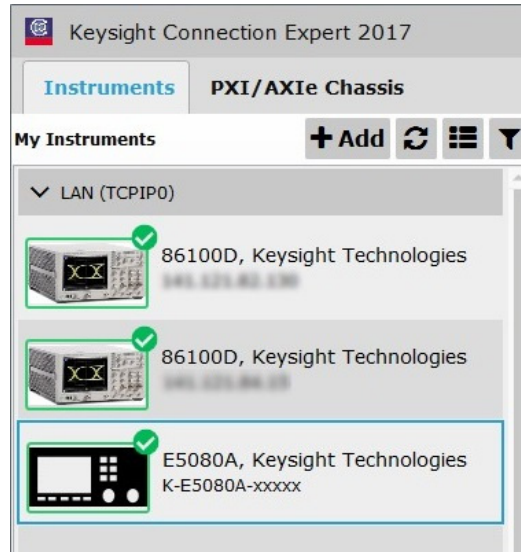 Keysight Connection Expert 2017
Instruments
PXI/AXIe Chassis
My Instruments
Add
LAN (TCPIP0)
86100D, Keysight Technologies
86100D, Keysight Technologies
E5080A, Keysight Technologies
K-E5080A-xxxxx